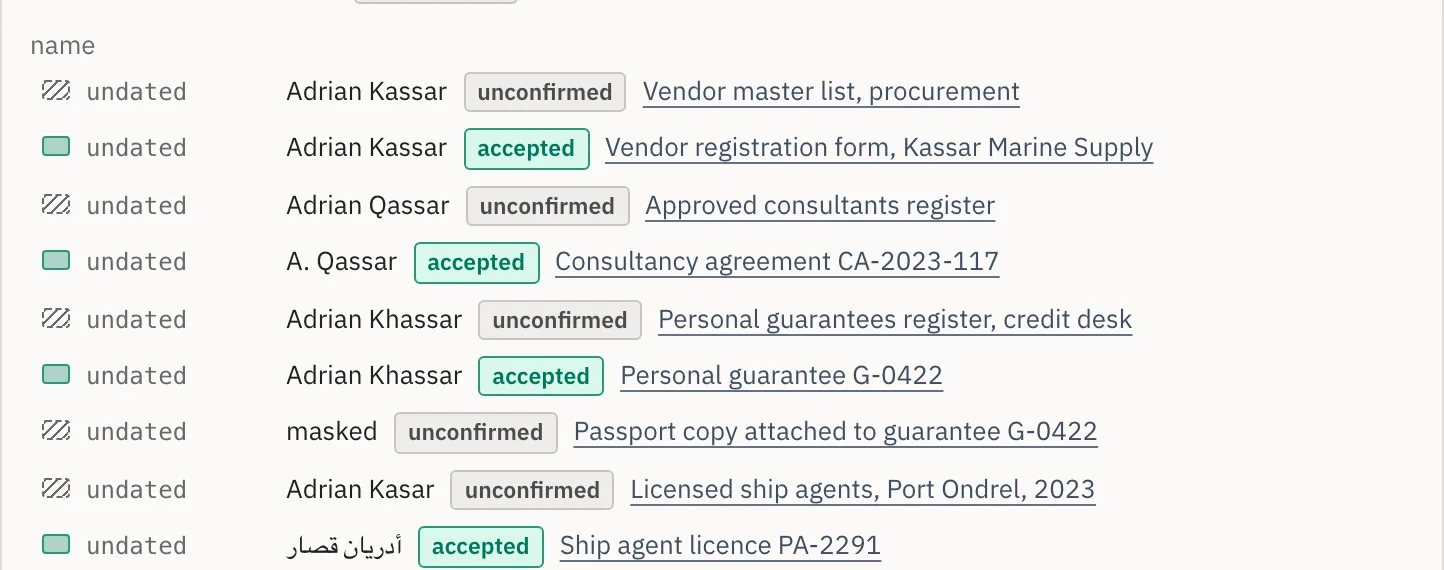 name
undated Adrian Kassar unconfirmed Vendor master list, procurement
undated Adrian Kassar accepted Vendor registration form, Kassar Marine Supply
undated Adrian Qassar unconfirmed Approved consultants register
undated A. Qassar accepted Consultancy agreement CA-2023-117
undated Adrian Khassar unconfirmed Personal guarantees register, credit desk
undated Adrian Khassar accepted Personal guarantee G-0422
undated masked unconfirmed Passport copy attached to guarantee G-0422
undated Adrian Kasar unconfirmed Licensed ship agents, Port Ondrel, 2023
undated أدريان قصار accepted Ship agent licence PA-2291